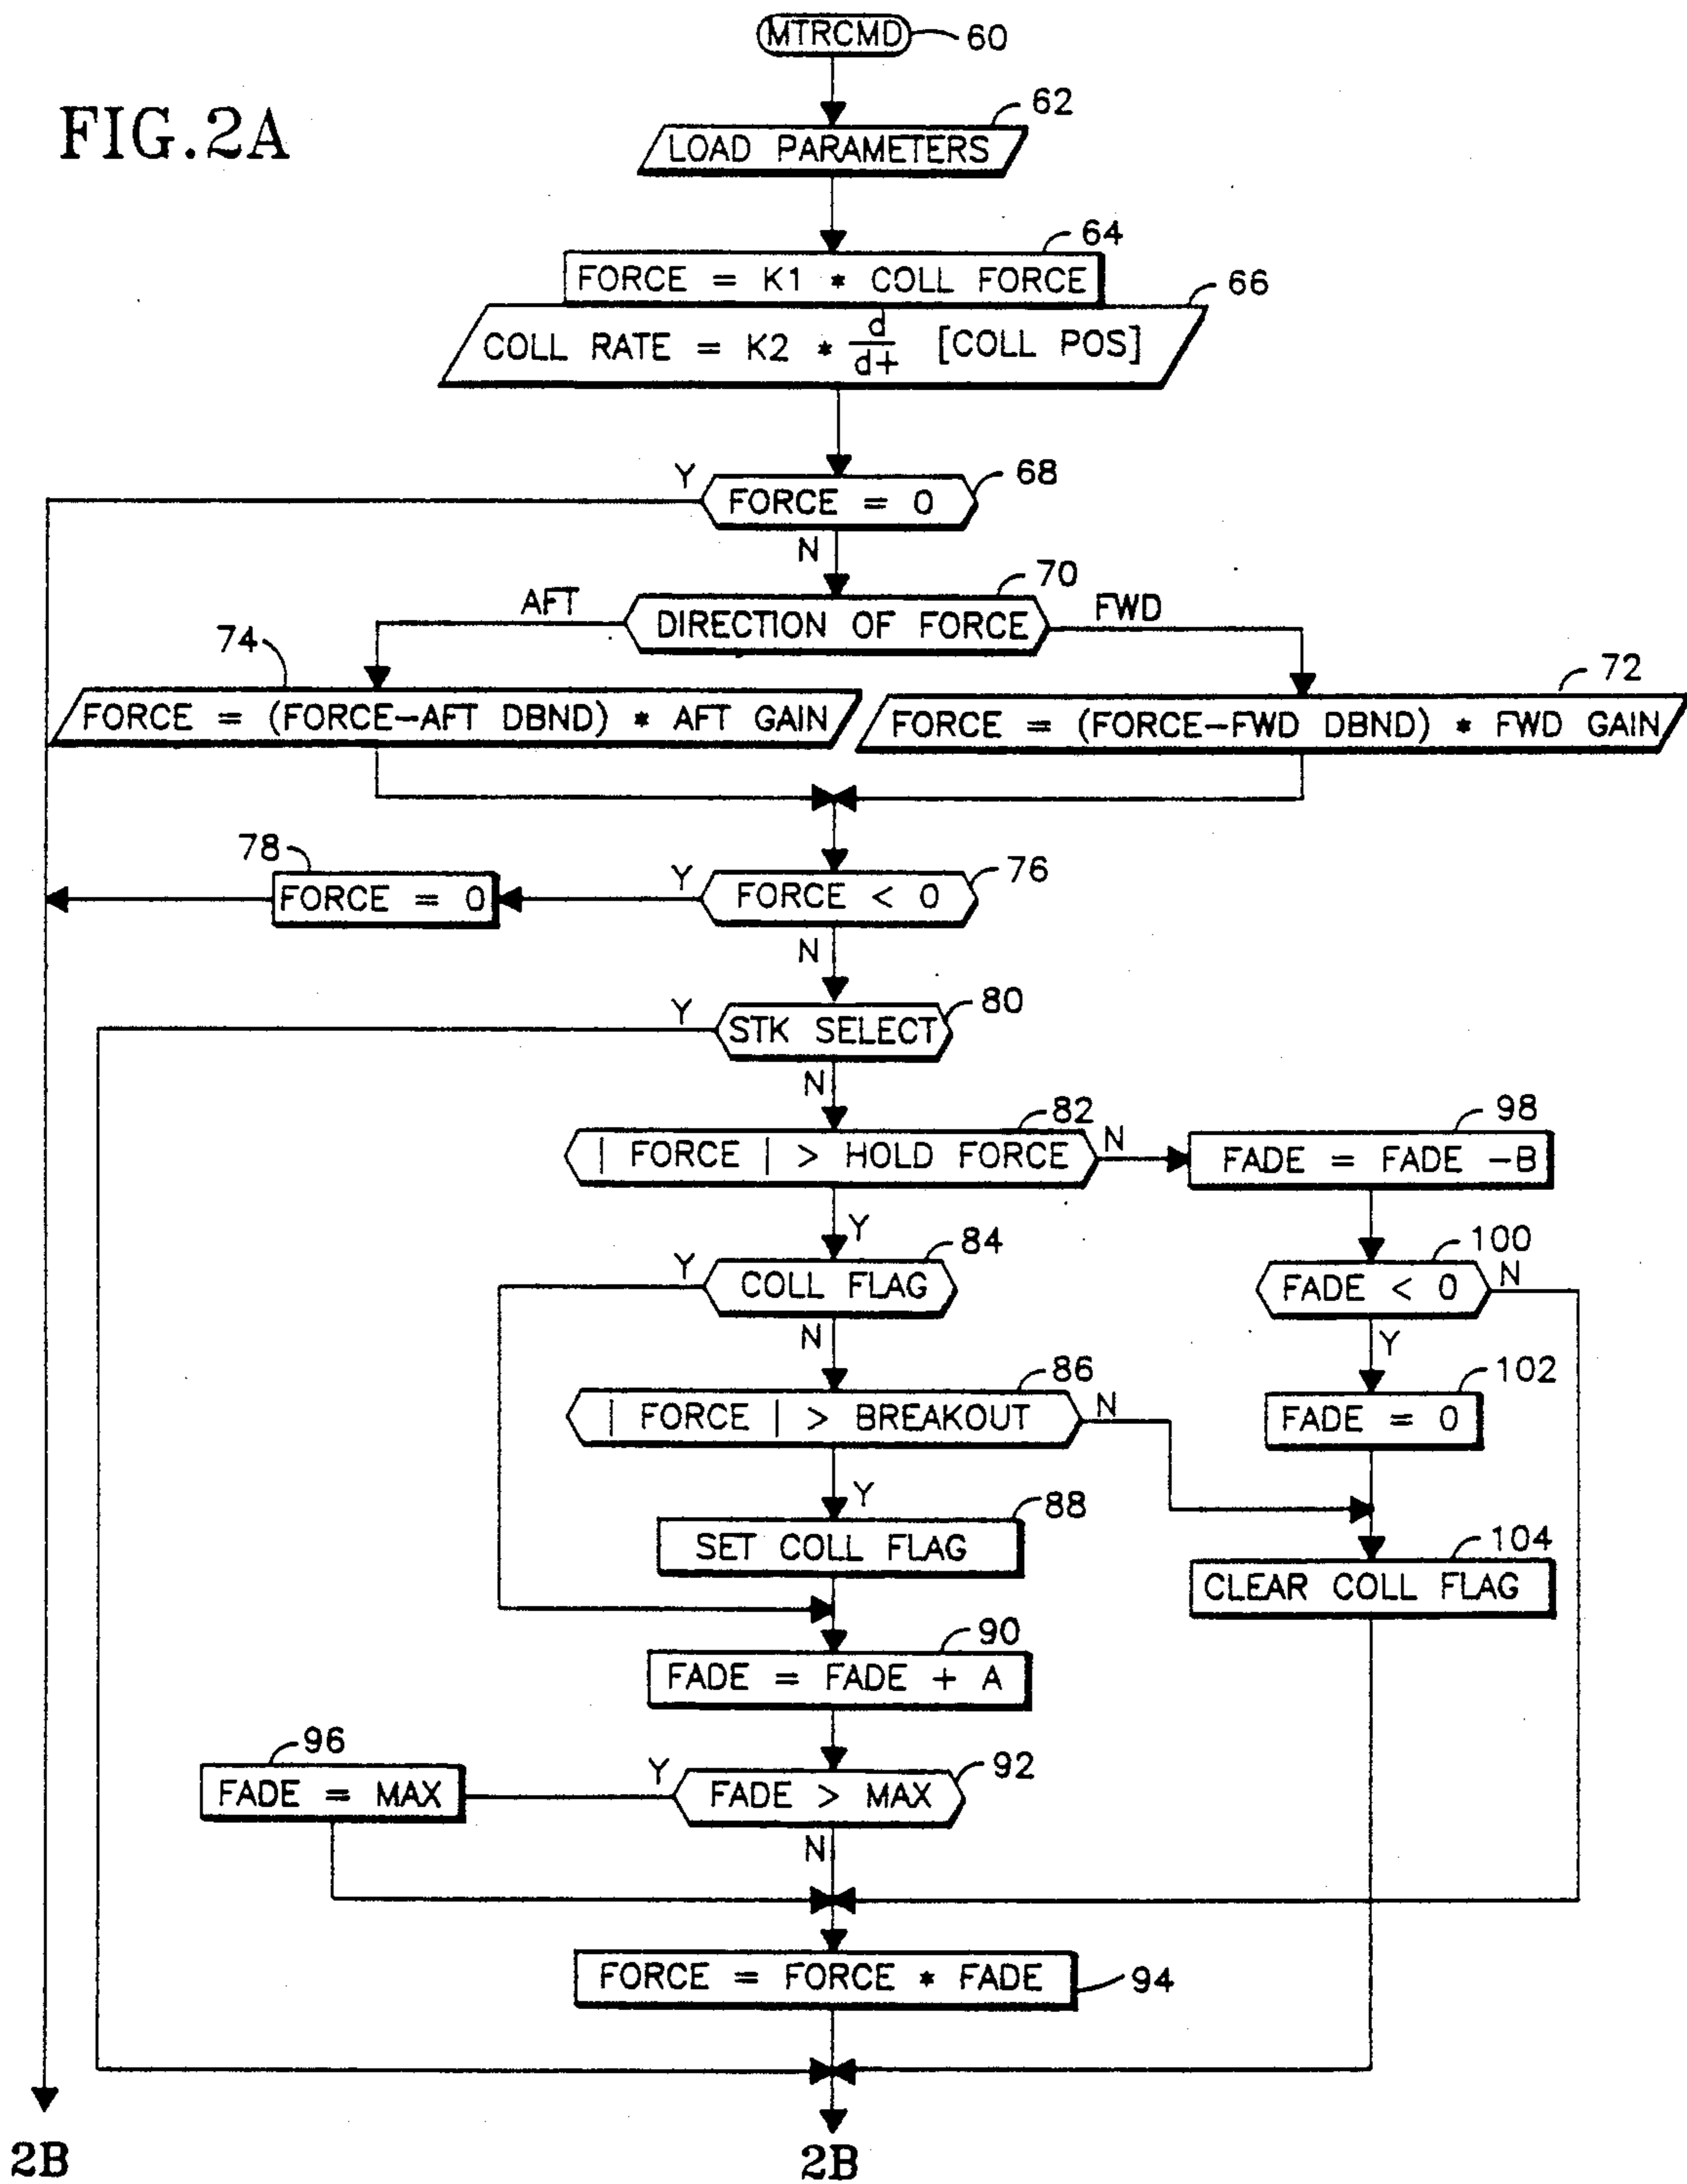 FIG.2A
MTRCMD 60
62
LOAD PARAMETERS
64
FORCE = K1 * COLL FORCE
66
COLL RATE = K2 * d/dt [COLL POS]
Y 68
FORCE = 0
N
70
AFT DIRECTION OF FORCE FWD
74 72
FORCE = (FORCE-AFT DBND) * AFT GAIN
FORCE = (FORCE-FWD DBND) * FWD GAIN
78 Y 76
FORCE = 0 FORCE < 0
N
Y 80
STK SELECT
N
82 98
| FORCE | > HOLD FORCE N FADE = FADE -B
Y
84 100
Y COLL FLAG FADE < 0 N
N Y
86 102
| FORCE | > BREAKOUT N FADE = 0
Y
88
SET COLL FLAG 104
CLEAR COLL FLAG
90
FADE = FADE + A
96 Y 92
FADE = MAX FADE > MAX
N
FORCE = FORCE * FADE 94
2B 2B